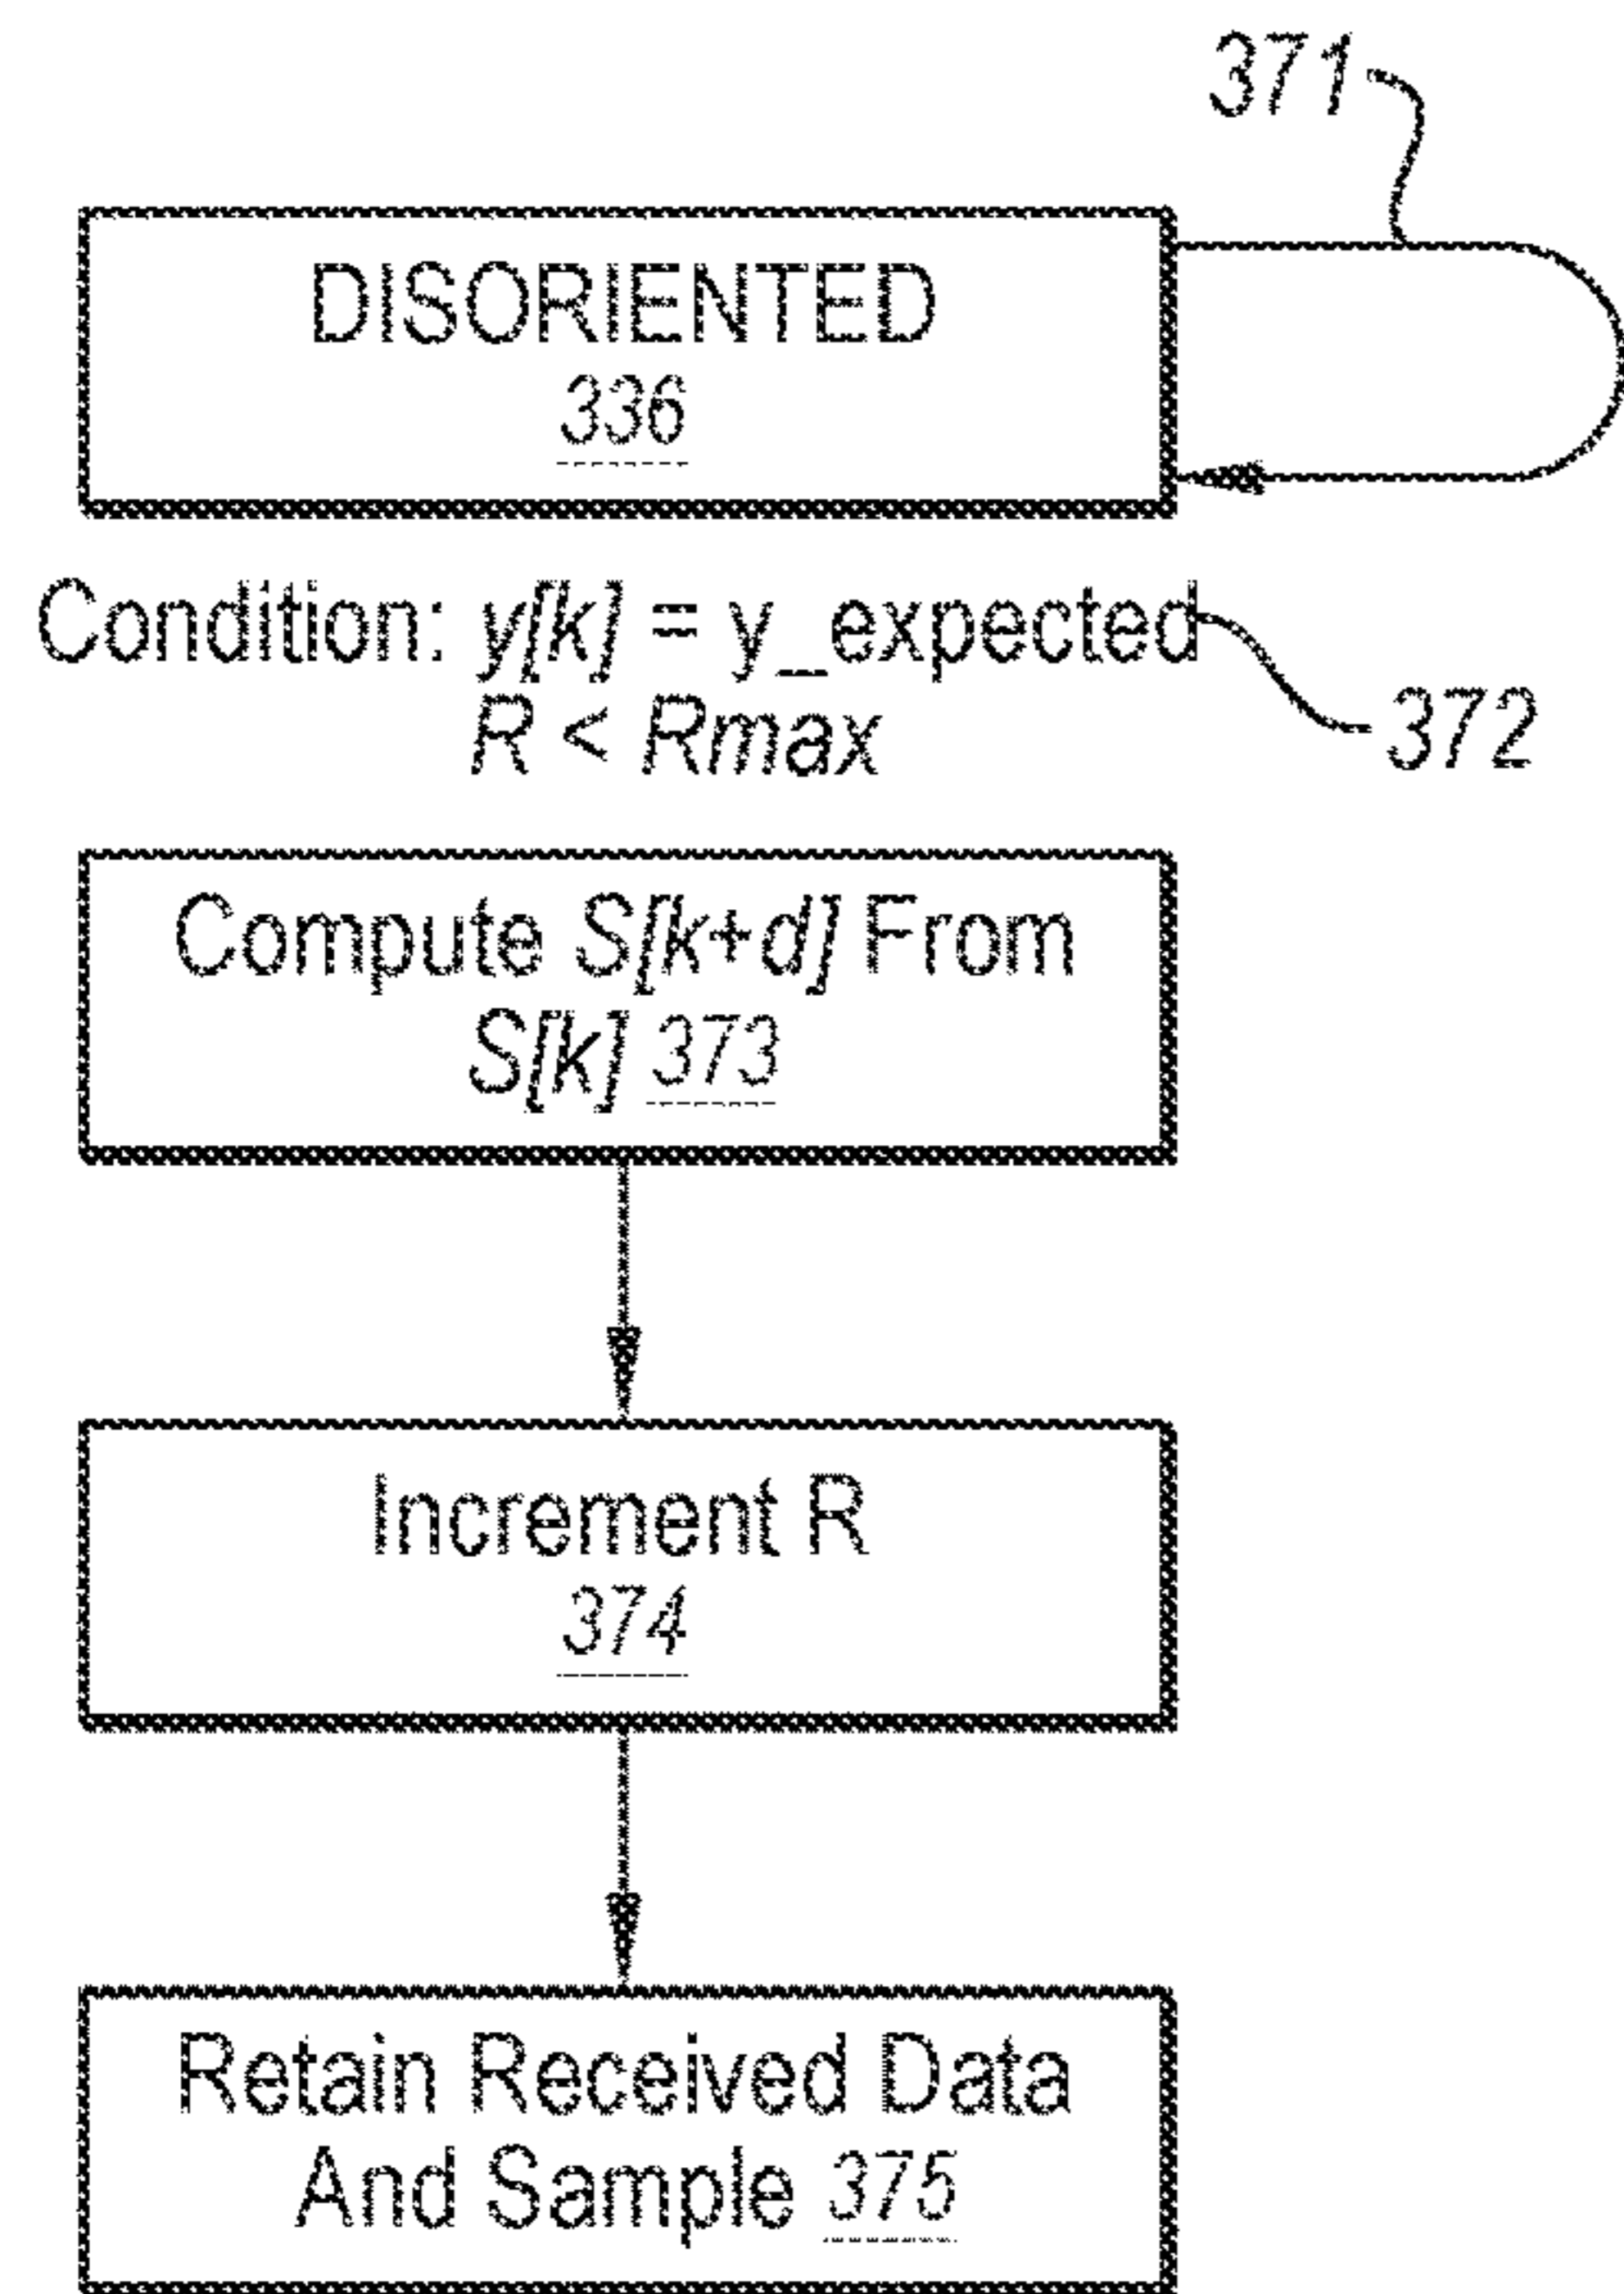 371
DISORIENTED
336
Condition: y[k] = y_expected
R < Rmax
372
Compute S[k+d] From
S[k] 373
Increment R
374
Retain Received Data
And Sample 375